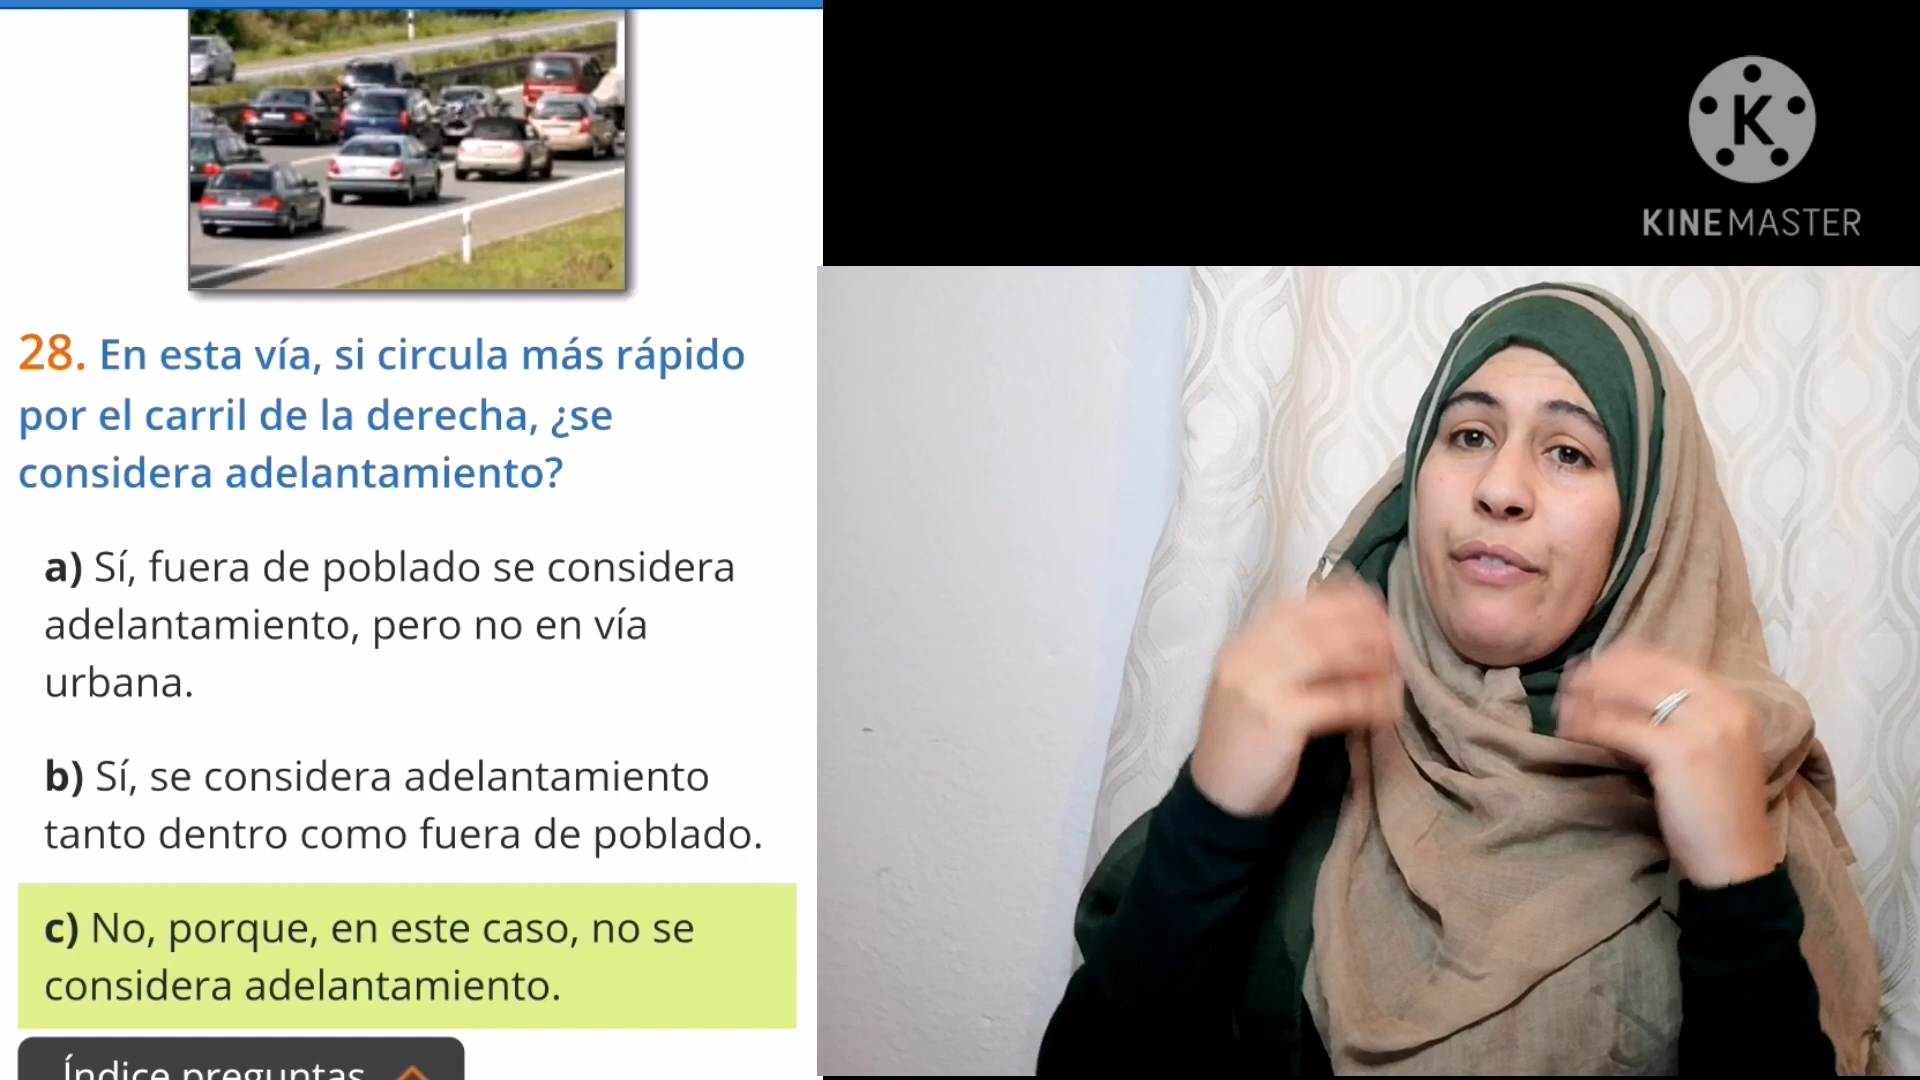 K
KINEMASTER
28. En esta vía, si circula más rápido
por el carril de la derecha, ¿se
considera adelantamiento?
a) Sí, fuera de poblado se considera
adelantamiento, pero no en vía
urbana.
b) Sí, se considera adelantamiento
tanto dentro como fuera de poblado.
c) No, porque, en este caso, no se
considera adelantamiento.
Índice preguntas